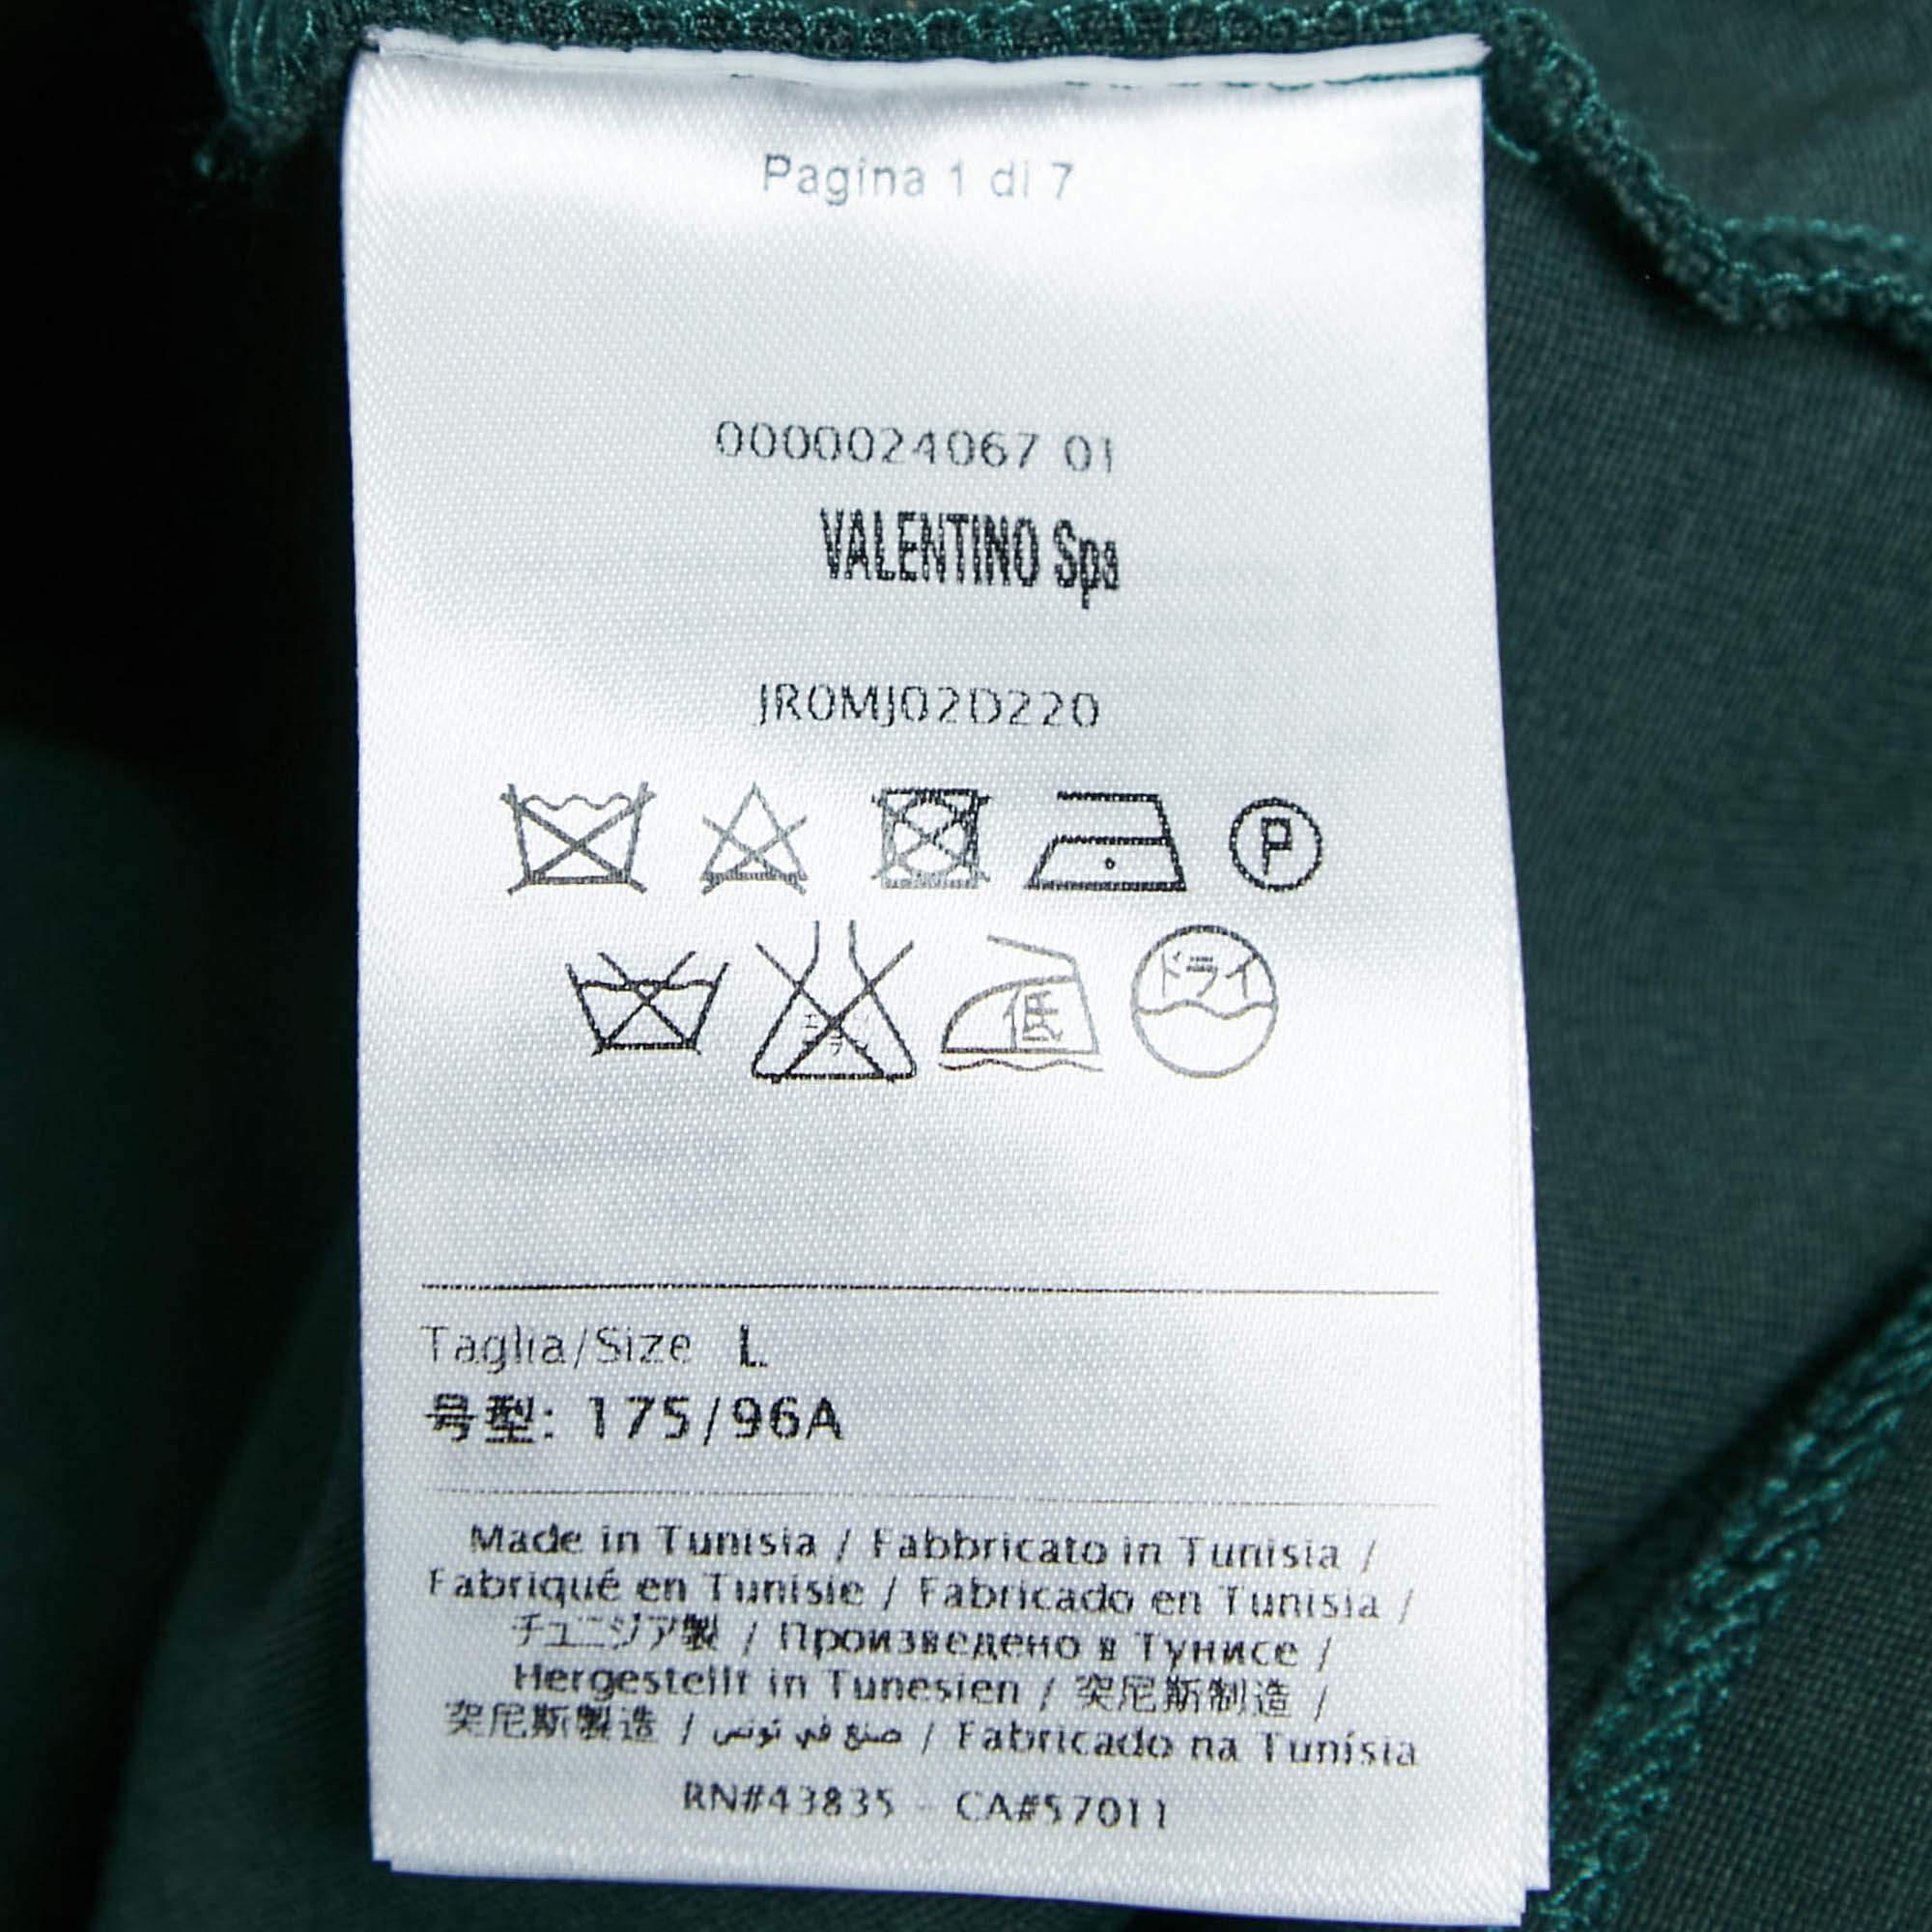 Pagina 1 di 7
0000024067 01
VALENTINO Spa
JR0MJ02D220
P
エンソ
低 ドライ
Taglia/Size L
号型: 175/96A
Made in Tunisia / Fabbricato in Tunisia /
Fabriqué en Tunisie / Fabricado en Tunisia /
チュニジア製 / Произведено в Тунисе /
Hergestellt in Tunesien / 突尼斯制造 /
突尼斯製造 / صنع في تونس / Fabricado na Tunísia
RN#43835 - CA#57011